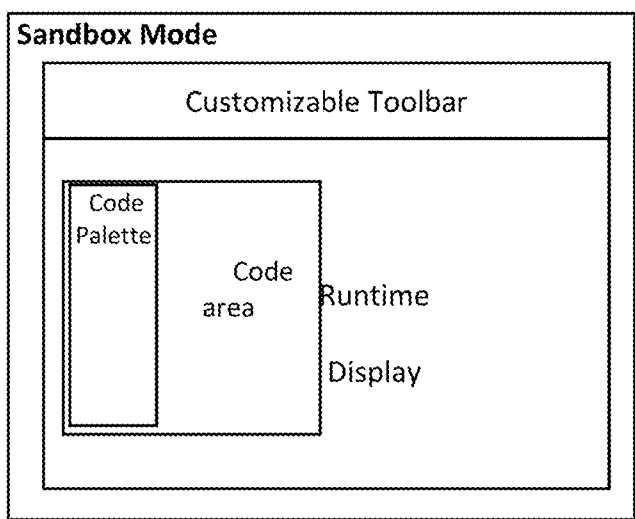 Sandbox Mode
Customizable Toolbar
Code
Palette
Code
area
Runtime
Display